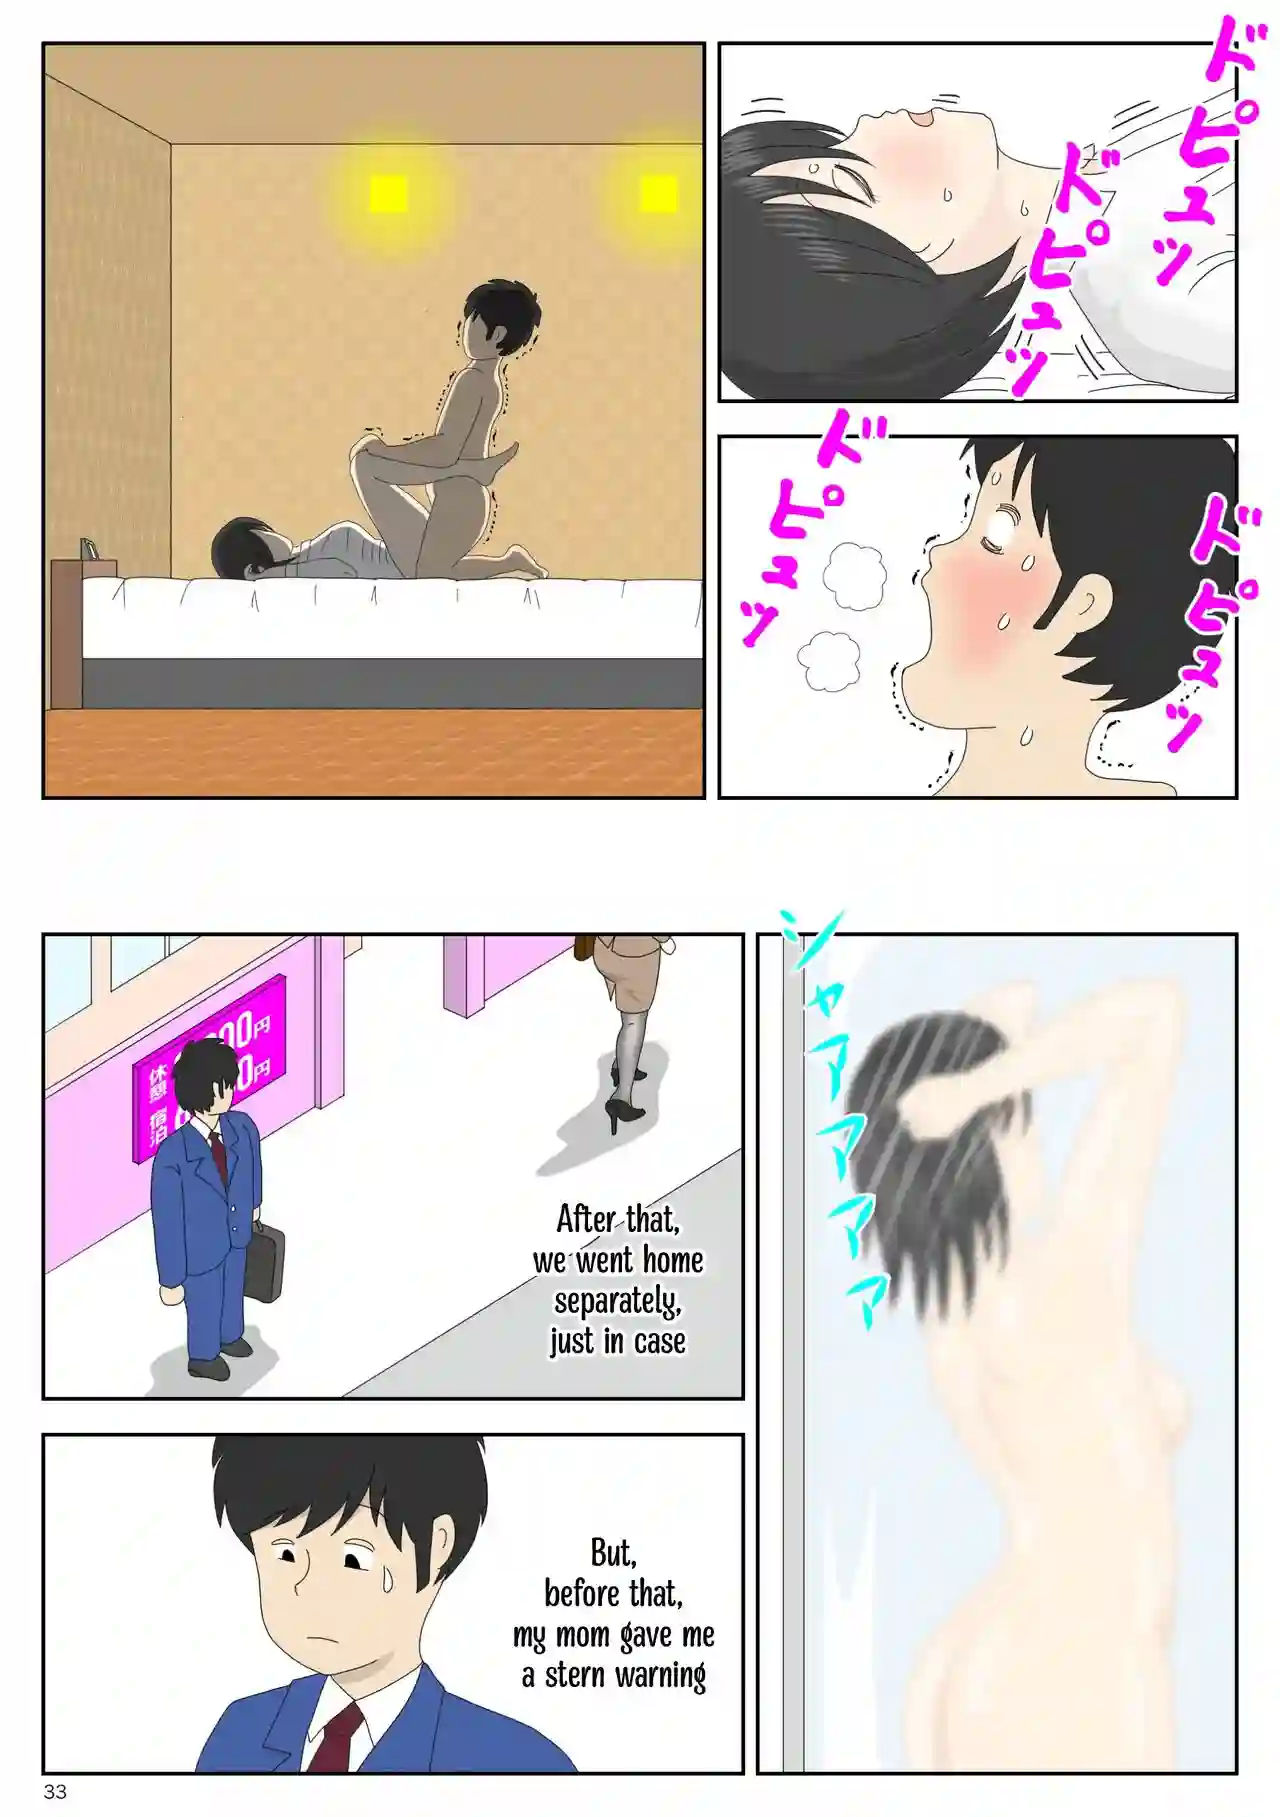 ドピュッ
ドピュッ
ドピュッ
ドピュッ
シャアアアアア
休憩
00円
宿泊
0円
After that,
we went home
separately,
just in case
But,
before that,
my mom gave me
a stern warning
33